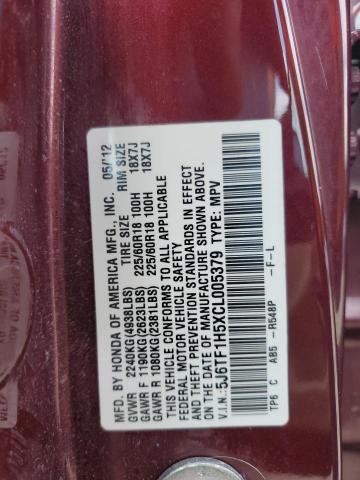 MFD. BY HONDA OF AMERICA MFG., INC. 05/12
TIRE SIZE RIM SIZE
GVWR 2240KG(4938LBS)
GAWR F 1190KG(2623LBS) 225/60R18 100H 18X7J
GAWR R 1080KG(2381LBS) 225/60R18 100H 18X7J
THIS VEHICLE CONFORMS TO ALL APPLICABLE
FEDERAL MOTOR VEHICLE SAFETY
AND THEFT PREVENTION STANDARDS IN EFFECT
ON THE DATE OF MANUFACTURE SHOWN ABOVE.
V.I.N.: 5J6TF1H5XCL005379 TYPE: MPV
TP6 C AB5 - R548P -F-L